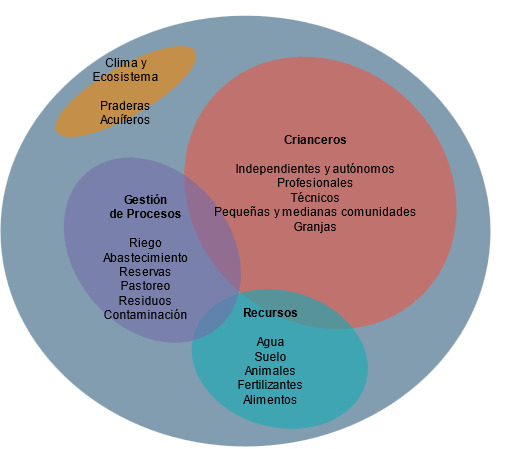 Clima y
Ecosistema
Praderas
Acuíferos
Crianceros
Independientes y autónomos
Profesionales
Técnicos
Pequeñas y medianas comunidades
Granjas
Gestión
de Procesos
Riego
Abastecimiento
Reservas
Pastoreo
Residuos
Contaminación
Recursos
Agua
Suelo
Animales
Fertilizantes
Alimentos